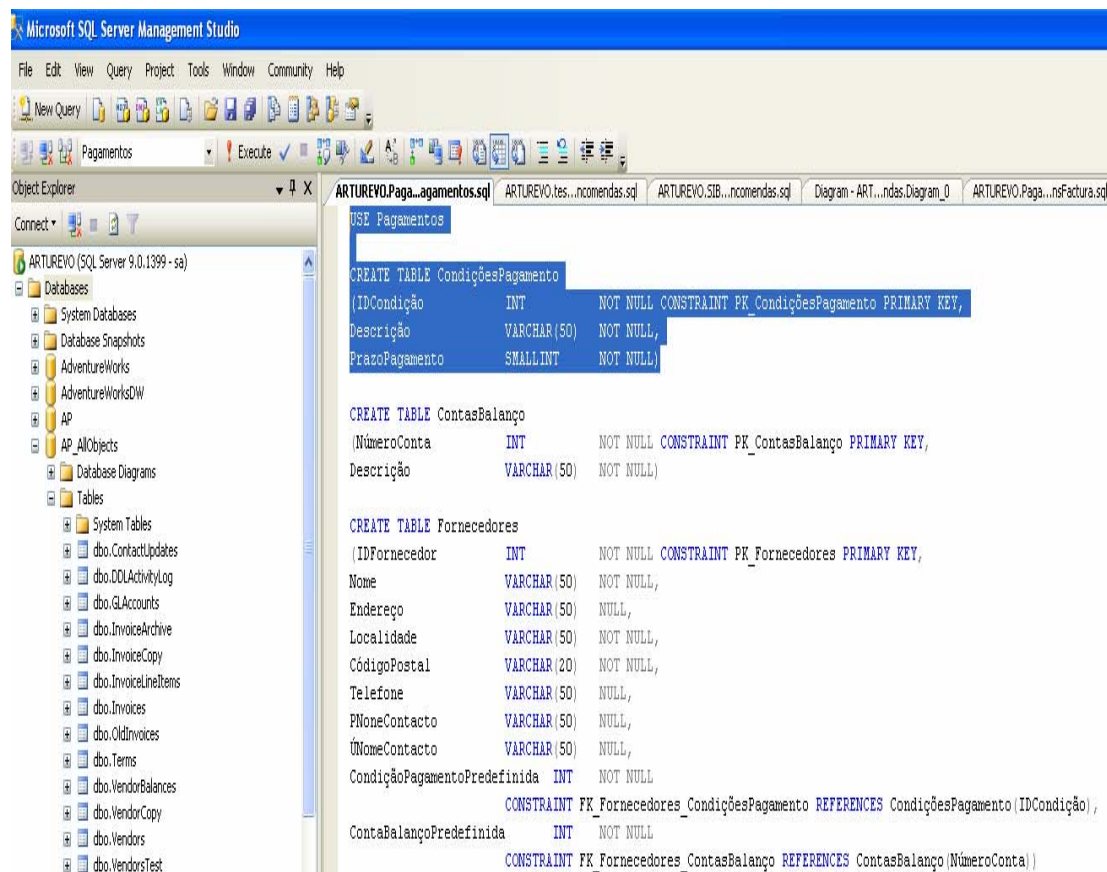 Microsoft SQL Server Management Studio
File Edit View Query Project Tools Window Community Help
New Query
Pagamentos Execute
Object Explorer
Connect
ARTUREVO (SQL Server 9.0.1399 - sa)
Databases
System Databases
Database Snapshots
AdventureWorks
AdventureWorksDW
AP
AP_AllObjects
Database Diagrams
Tables
System Tables
dbo.ContactUpdates
dbo.DDLActivityLog
dbo.GLAccounts
dbo.InvoiceArchive
dbo.InvoiceCopy
dbo.InvoiceLineItems
dbo.Invoices
dbo.OldInvoices
dbo.Terms
dbo.VendorBalances
dbo.VendorCopy
dbo.Vendors
dbo.VendorsTest
ARTUREVO.Paga...agamentos.sql ARTUREVO.tes...ncomendas.sql ARTUREVO.SIB...ncomendas.sql Diagram - ART...ndas.Diagram_0 ARTUREVO.Paga...nsFactura.sql
USE Pagamentos
CREATE TABLE CondiçõesPagamento
(IDCondição INT NOT NULL CONSTRAINT PK_CondiçõesPagamento PRIMARY KEY,
Descrição VARCHAR(50) NOT NULL,
PrazoPagamento SMALLINT NOT NULL)
CREATE TABLE ContasBalanço
(NúmeroConta INT NOT NULL CONSTRAINT PK_ContasBalanço PRIMARY KEY,
Descrição VARCHAR(50) NOT NULL)
CREATE TABLE Fornecedores
(IDFornecedor INT NOT NULL CONSTRAINT PK_Fornecedores PRIMARY KEY,
Nome VARCHAR(50) NOT NULL,
Endereço VARCHAR(50) NULL,
Localidade VARCHAR(50) NOT NULL,
CódigoPostal VARCHAR(20) NOT NULL,
Telefone VARCHAR(50) NULL,
PNoneContacto VARCHAR(50) NULL,
ÚNomeContacto VARCHAR(50) NULL,
CondiçãoPagamentoPredefinida INT NOT NULL
CONSTRAINT FK_Fornecedores_CondiçõesPagamento REFERENCES CondiçõesPagamento(IDCondição),
ContaBalançoPredefinida INT NOT NULL
CONSTRAINT FK_Fornecedores_ContasBalanço REFERENCES ContasBalanço(NúmeroConta))